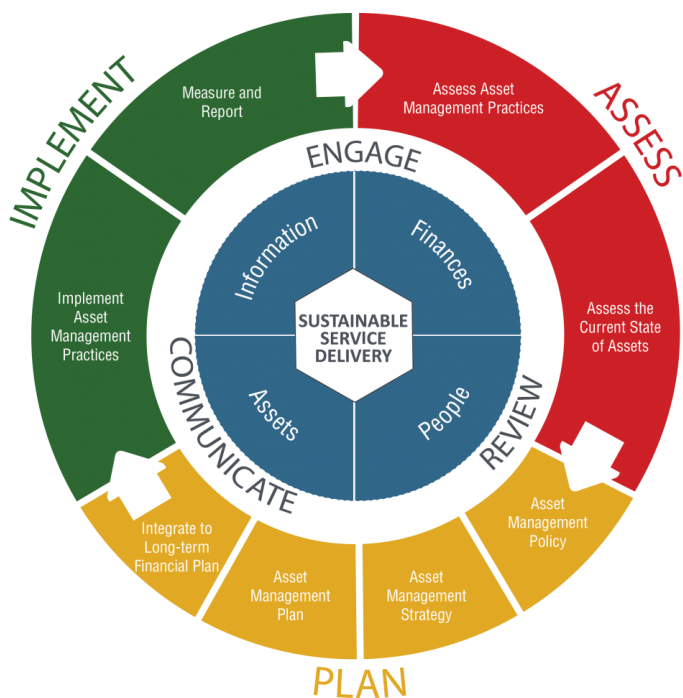 IMPLEMENT
ASSESS
PLAN
Measure and
Report
Assess Asset
Management Practices
Assess the
Current State
of Assets
Asset
Management
Policy
Asset
Management
Strategy
Asset
Management
Plan
Integrate to
Long-term
Financial Plan
Implement
Asset
Management
Practices
ENGAGE
REVIEW
COMMUNICATE
Information
Finances
People
Assets
SUSTAINABLE
SERVICE
DELIVERY